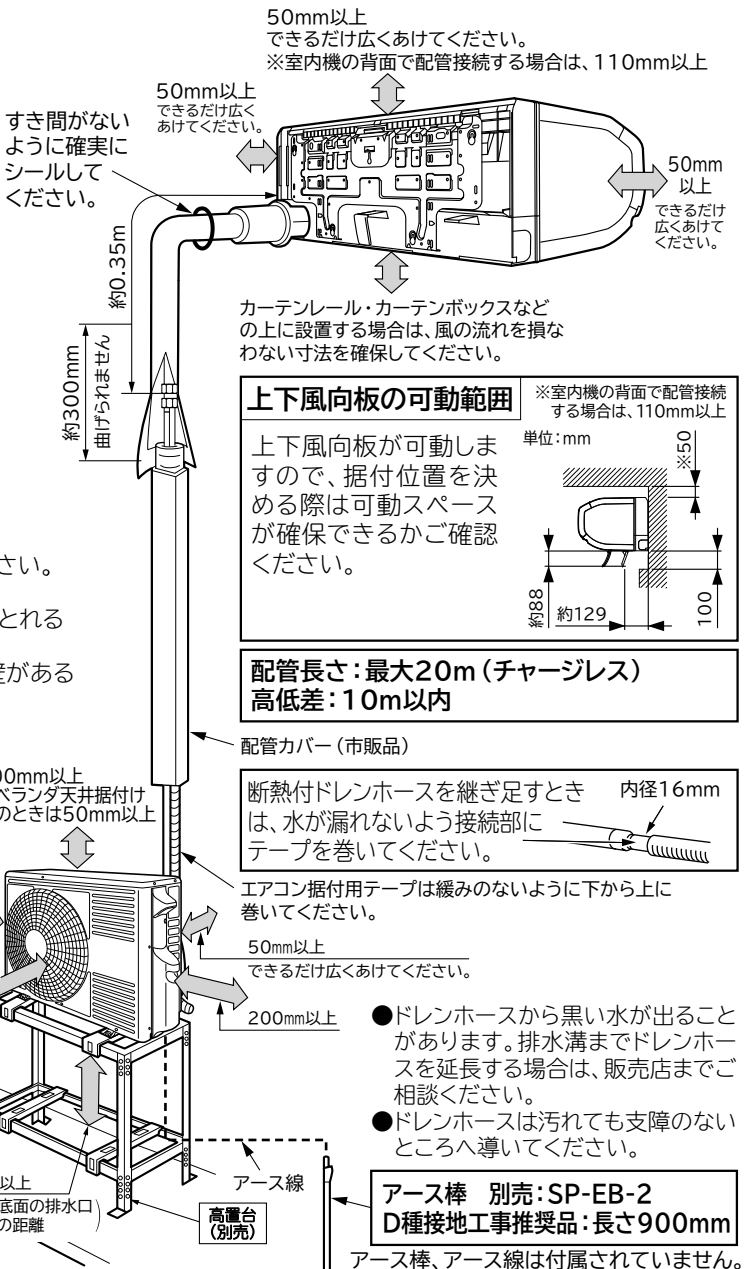 50mm以上
できるだけ広くあけてください。
※室内機の背面で配管接続する場合は、110mm以上
50mm以上
できるだけ広く
あけてください。
すき間がない
ように確実に
シールして
ください。
50mm
以上
できるだけ
広くあけて
ください。
約0.35m
約300mm
曲げられません
カーテンレール・カーテンボックスなど
の上に設置する場合は、風の流れを損な
わない寸法を確保してください。
上下風向板の可動範囲
※室内機の背面で配管接続
する場合は、110mm以上
上下風向板が可動しま
すので、据付位置を決
める際は可動スペース
が確保できるかご確認
ください。
単位:mm
※50
約88
約129
100
さい。
とれる
がある
配管長さ:最大20m(チャージレス)
高低差:10m以内
配管カバー(市販品)
00mm以上
ベランダ天井据付け
のときは50mm以上
断熱付ドレンホースを継ぎ足すとき
は、水が漏れないよう接続部に
テープを巻いてください。
内径16mm
エアコン据付用テープは緩みのないように下から上に
巻いてください。
50mm以上
できるだけ広くあけてください。
200mm以上
●ドレンホースから黒い水が出ること
があります。排水溝までドレンホー
スを延長する場合は、販売店までご
相談ください。
●ドレンホースは汚れても支障のない
ところへ導いてください。
以上
底面の排水口
の距離
アース線
高置台
(別売)
アース棒 別売:SP-EB-2
D種接地工事推奨品:長さ900mm
アース棒、アース線は付属されていません。